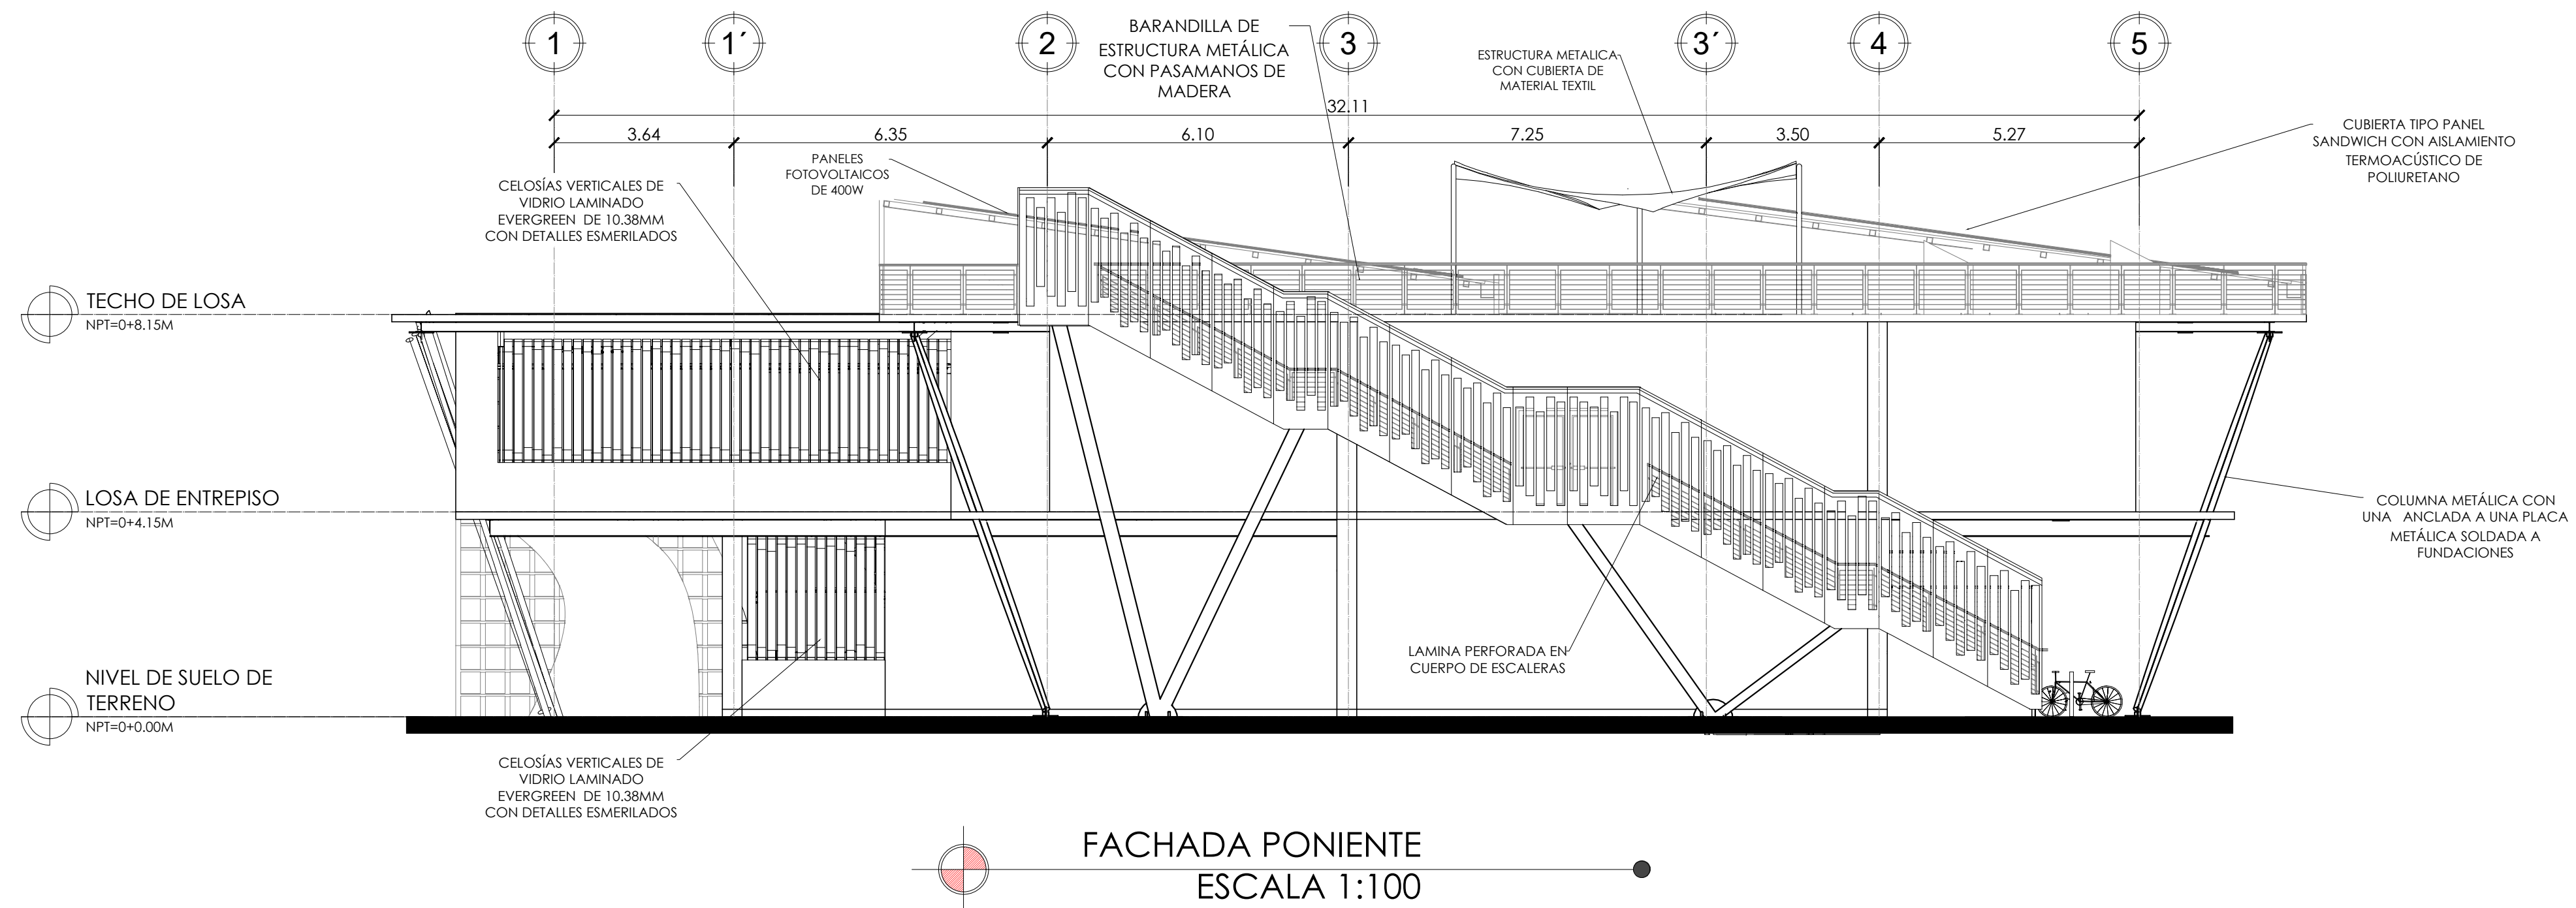 1
1´
2
3
3´
4
5
BARANDILLA DE
ESTRUCTURA METÁLICA
CON PASAMANOS DE
MADERA
ESTRUCTURA METALICA
CON CUBIERTA DE
MATERIAL TEXTIL
32.11
3.64
6.35
6.10
7.25
3.50
5.27
CUBIERTA TIPO PANEL
SANDWICH CON AISLAMIENTO
TERMOACÚSTICO DE
POLIURETANO
PANELES
FOTOVOLTAICOS
DE 400W
CELOSÍAS VERTICALES DE
VIDRIO LAMINADO
EVERGREEN DE 10.38MM
CON DETALLES ESMERILADOS
TECHO DE LOSA
NPT=0+8.15M
LOSA DE ENTREPISO
NPT=0+4.15M
COLUMNA METÁLICA CON
UNA ANCLADA A UNA PLACA
METÁLICA SOLDADA A
FUNDACIONES
LAMINA PERFORADA EN
CUERPO DE ESCALERAS
NIVEL DE SUELO DE
TERRENO
NPT=0+0.00M
CELOSÍAS VERTICALES DE
VIDRIO LAMINADO
EVERGREEN DE 10.38MM
CON DETALLES ESMERILADOS
FACHADA PONIENTE
ESCALA 1:100